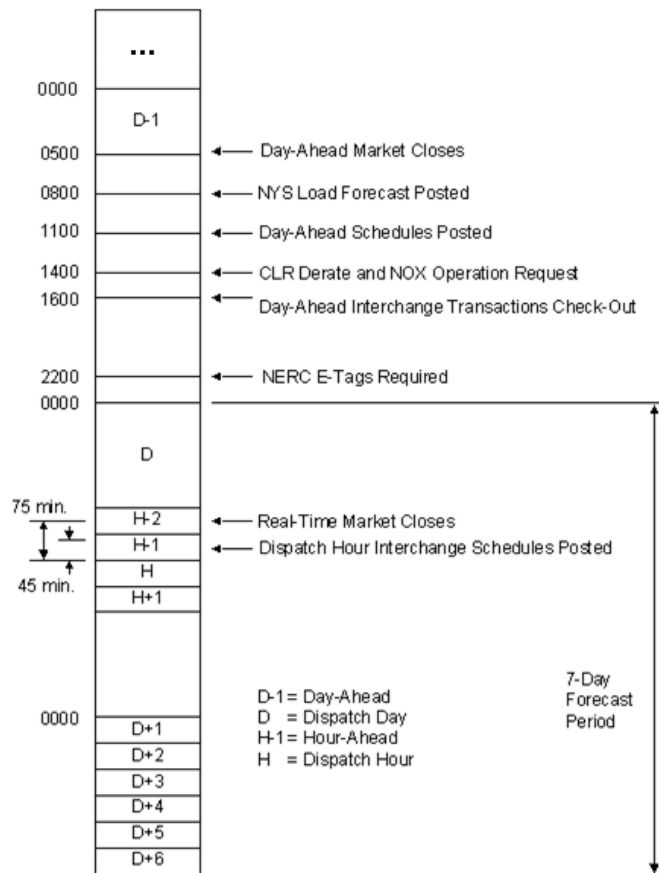 ...
0000
D-1
0500
Day-Ahead Market Closes
0800
NYS Load Forecast Posted
1100
Day-Ahead Schedules Posted
1400
CLR Derate and NOX Operation Request
1600
Day-Ahead Interchange Transactions Check-Out
2200
NERC E-Tags Required
0000
D
75 min.
H-2
Real-Time Market Closes
H-1
Dispatch Hour Interchange Schedules Posted
45 min.
H
H+1
7-Day
Forecast
Period
D-1 = Day-Ahead
D = Dispatch Day
H-1 = Hour-Ahead
H = Dispatch Hour
0000
D+1
D+2
D+3
D+4
D+5
D+6